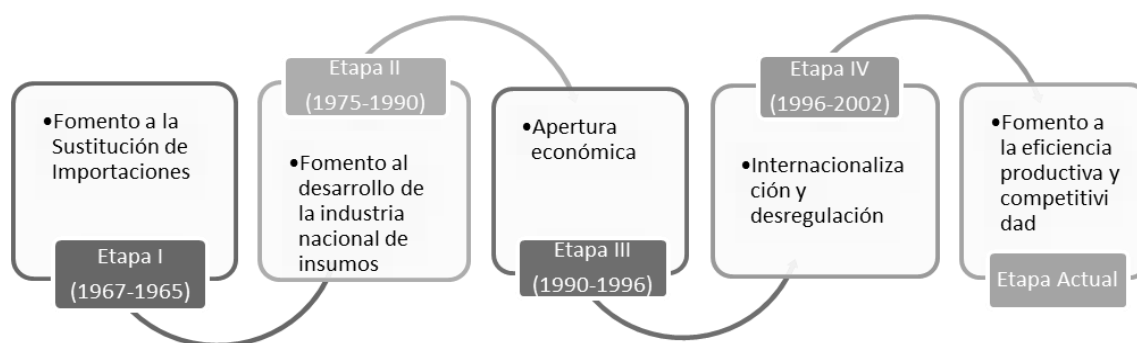 •Fomento a la
Sustitución de
Importaciones
Etapa I
(1967-1965)
Etapa II
(1975-1990)
•Fomento al
desarrollo de
la industria
nacional de
insumos
•Apertura
económica
Etapa III
(1990-1996)
Etapa IV
(1996-2002)
•Internacionaliza
ción y
desregulación
•Fomento a
la eficiencia
productiva y
competitivi
dad
Etapa Actual